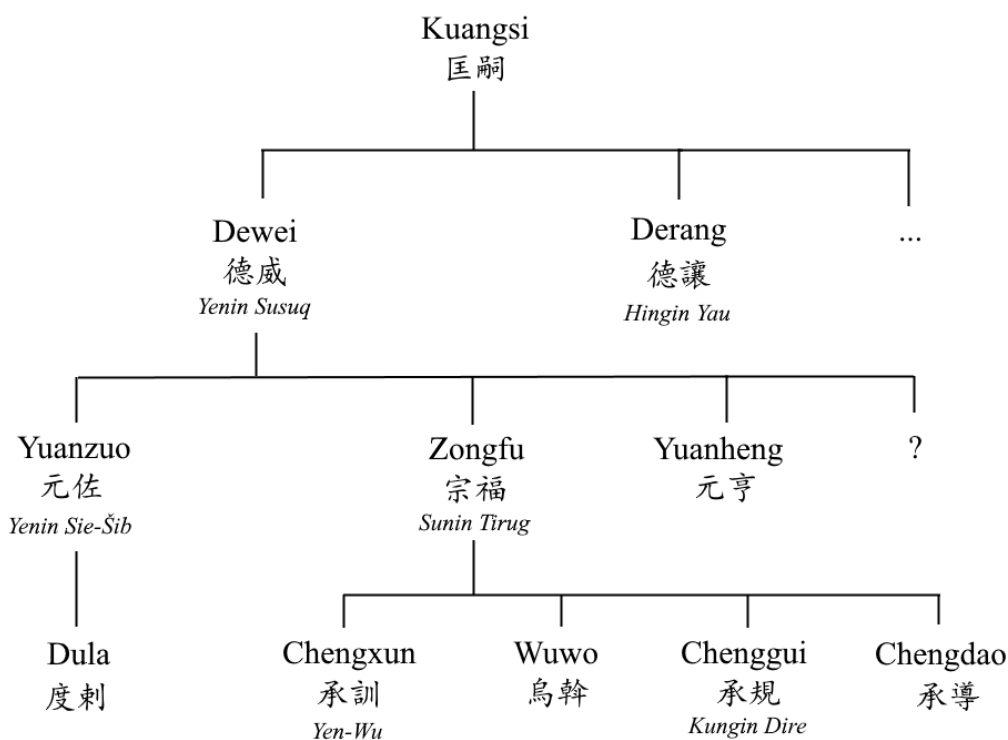 Kuangsi
匡嗣
Dewei
德威
Yenin Susuq
Derang
德讓
Hingin Yau
...
Yuanzuo
元佐
Yenin Sie-Šib
Zongfu
宗福
Sunin Tirug
Yuanheng
元亨
?
Dula
度剌
Chengxun
承訓
Yen-Wu
Wuwo
烏斡
Chenggui
承規
Kungin Dire
Chengdao
承導